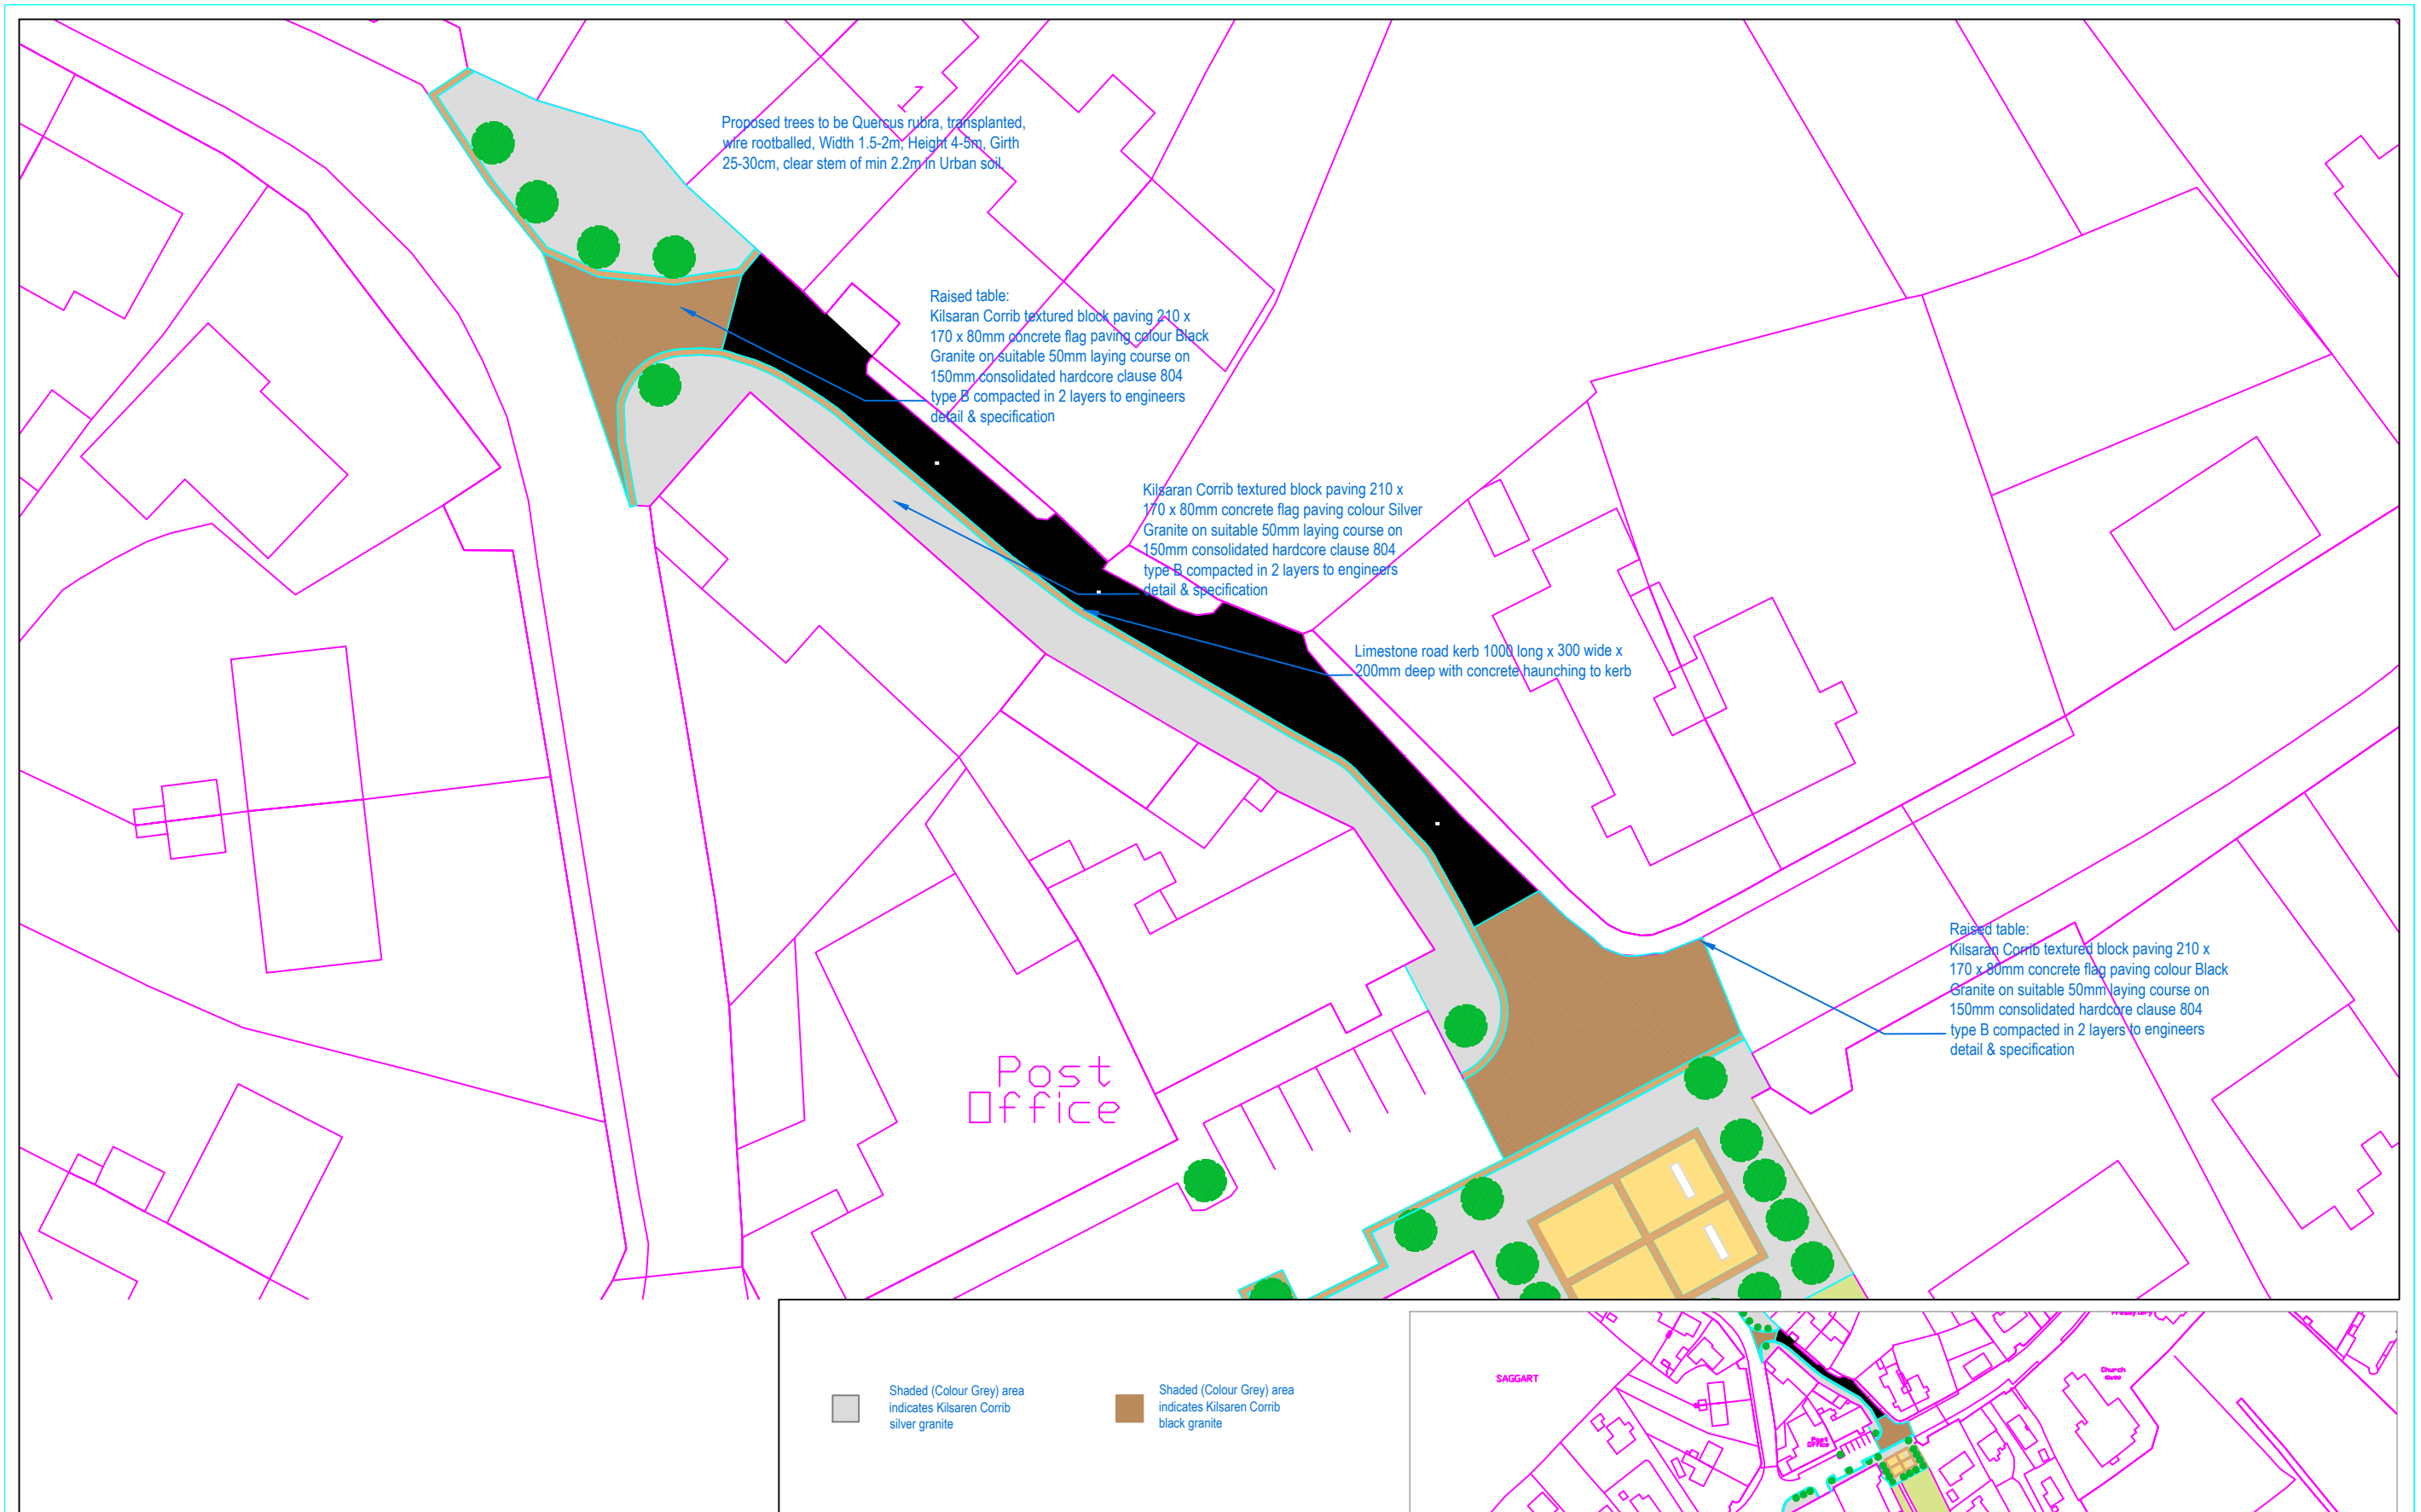 Proposed trees to be Quercus rubra, transplanted,
wire rootballed, Width 1.5-2m, Height 4-5m, Girth
25-30cm, clear stem of min 2.2m in Urban soil.
Raised table:
Kilsaran Corrib textured block paving 210 x
170 x 80mm concrete flag paving colour Black
Granite on suitable 50mm laying course on
150mm consolidated hardcore clause 804
type B compacted in 2 layers to engineers
detail & specification
Kilsaran Corrib textured block paving 210 x
170 x 80mm concrete flag paving colour Silver
Granite on suitable 50mm laying course on
150mm consolidated hardcore clause 804
type B compacted in 2 layers to engineers
detail & specification
Limestone road kerb 1000 long x 300 wide x
200mm deep with concrete haunching to kerb
Raised table:
Kilsaran Corrib textured block paving 210 x
170 x 80mm concrete flag paving colour Black
Granite on suitable 50mm laying course on
150mm consolidated hardcore clause 804
type B compacted in 2 layers to engineers
detail & specification
Post
Office
Shaded (Colour Grey) area
indicates Kilsaren Corrib
silver granite
Shaded (Colour Grey) area
indicates Kilsaren Corrib
black granite
SAGGART
Presbytery
Church
(Cath)
Post
Office